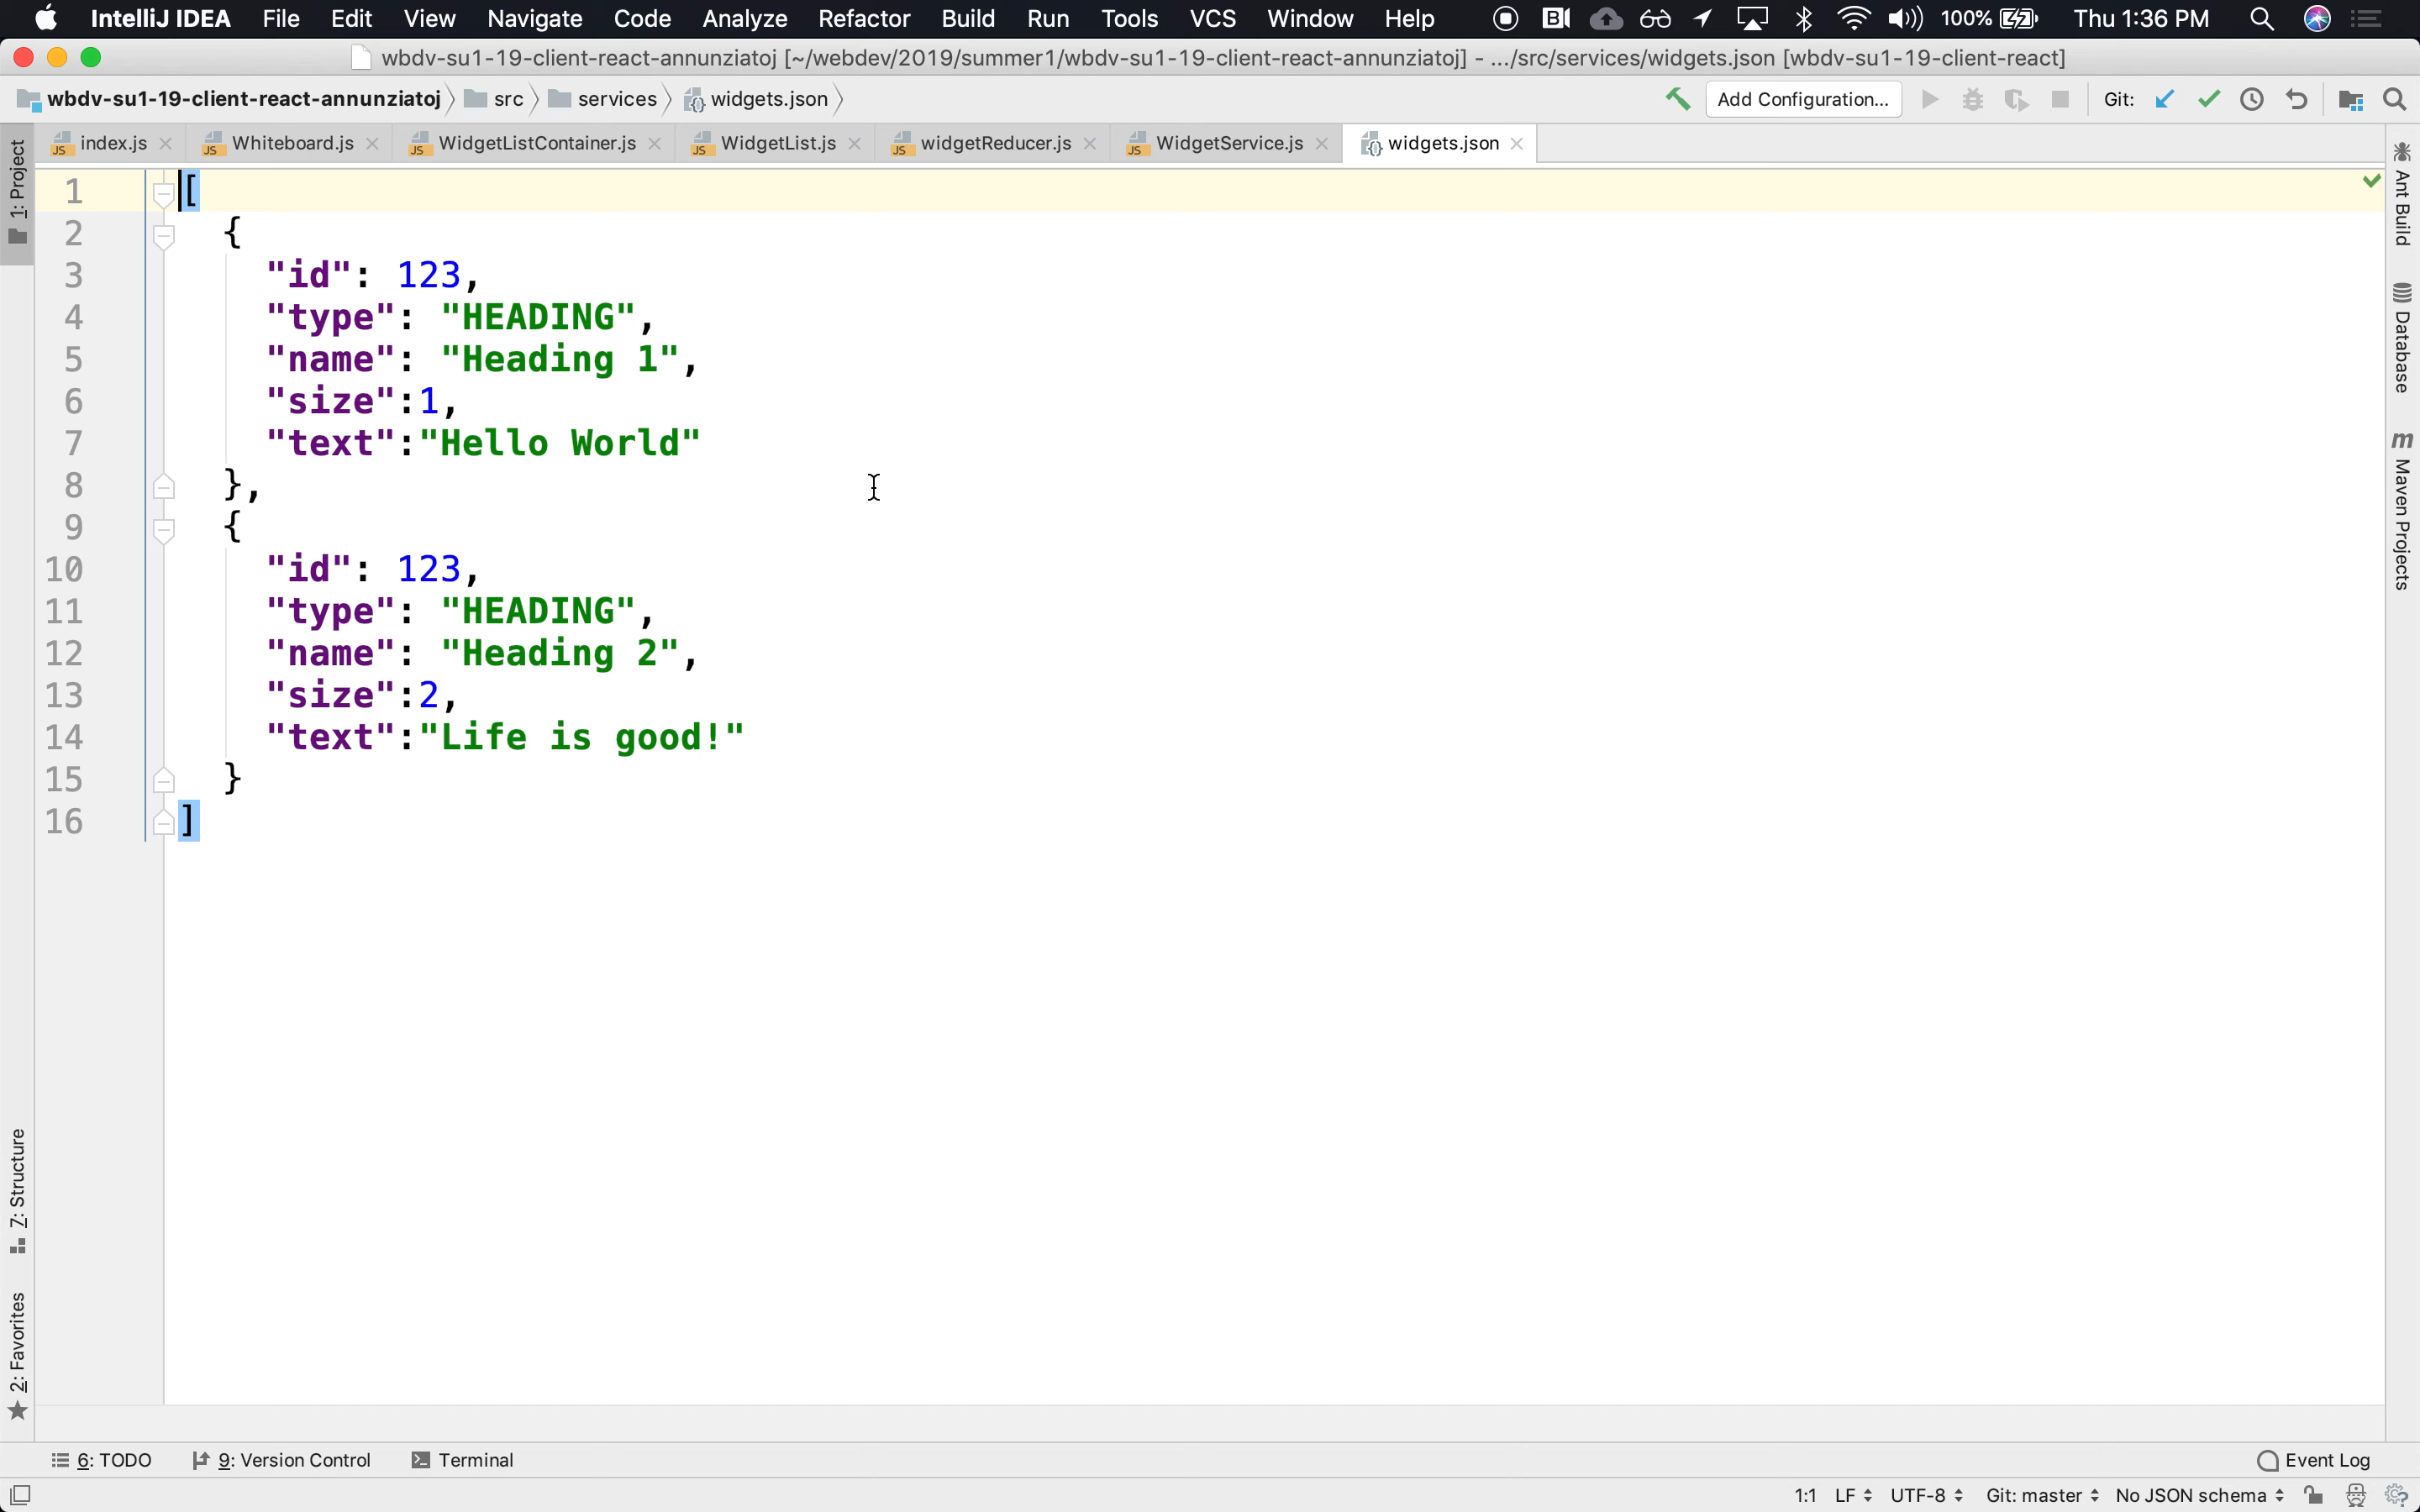 IntelliJ IDEA File Edit View Navigate Code Analyze Refactor Build Run Tools VCS Window Help 100% Thu 1:36 PM
wbdv-su1-19-client-react-annunziatoj [~/webdev/2019/summer1/wbdv-su1-19-client-react-annunziatoj] - .../src/services/widgets.json [wbdv-su1-19-client-react]
wbdv-su1-19-client-react-annunziatoj src services widgets.json Add Configuration... Git:
index.js Whiteboard.js WidgetListContainer.js WidgetList.js widgetReducer.js WidgetService.js widgets.json
1: Project
7: Structure
2: Favorites
1 [
2 {
3 "id": 123,
4 "type": "HEADING",
5 "name": "Heading 1",
6 "size":1,
7 "text":"Hello World"
8 },
9 {
10 "id": 123,
11 "type": "HEADING",
12 "name": "Heading 2",
13 "size":2,
14 "text":"Life is good!"
15 }
16 ]
Ant Build
Database
m Maven Projects
6: TODO 9: Version Control Terminal Event Log
1:1 LF UTF-8 Git: master No JSON schema